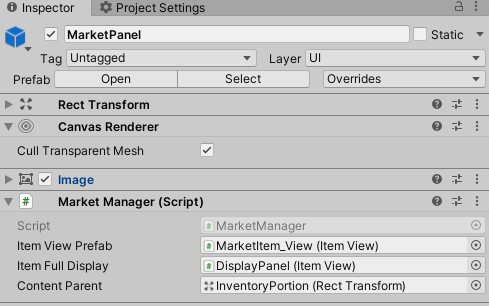 Inspector Project Settings
MarketPanel Static
Tag Untagged Layer UI
Prefab Open Select Overrides
Rect Transform
Canvas Renderer
Cull Transparent Mesh
Image
# Market Manager (Script)
Script # MarketManager
Item View Prefab # MarketItem_View (Item View)
Item Full Display # DisplayPanel (Item View)
Content Parent InventoryPortion (Rect Transform)